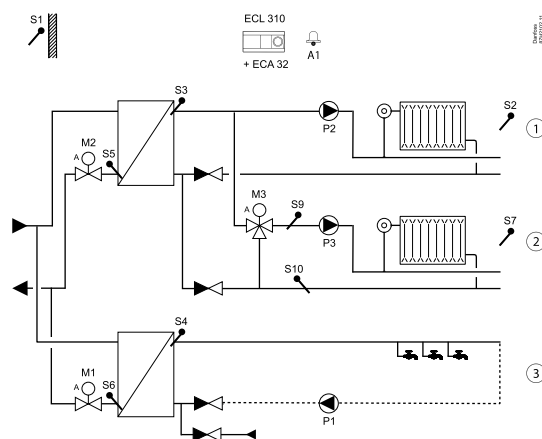 S1
ECL 310
+ ECA 32
A1
Danfoss
S3
P2
S2
1
M2
A
S5
M3
A
S9
P3
S7
2
S10
S4
M1
A
S6
P1
3